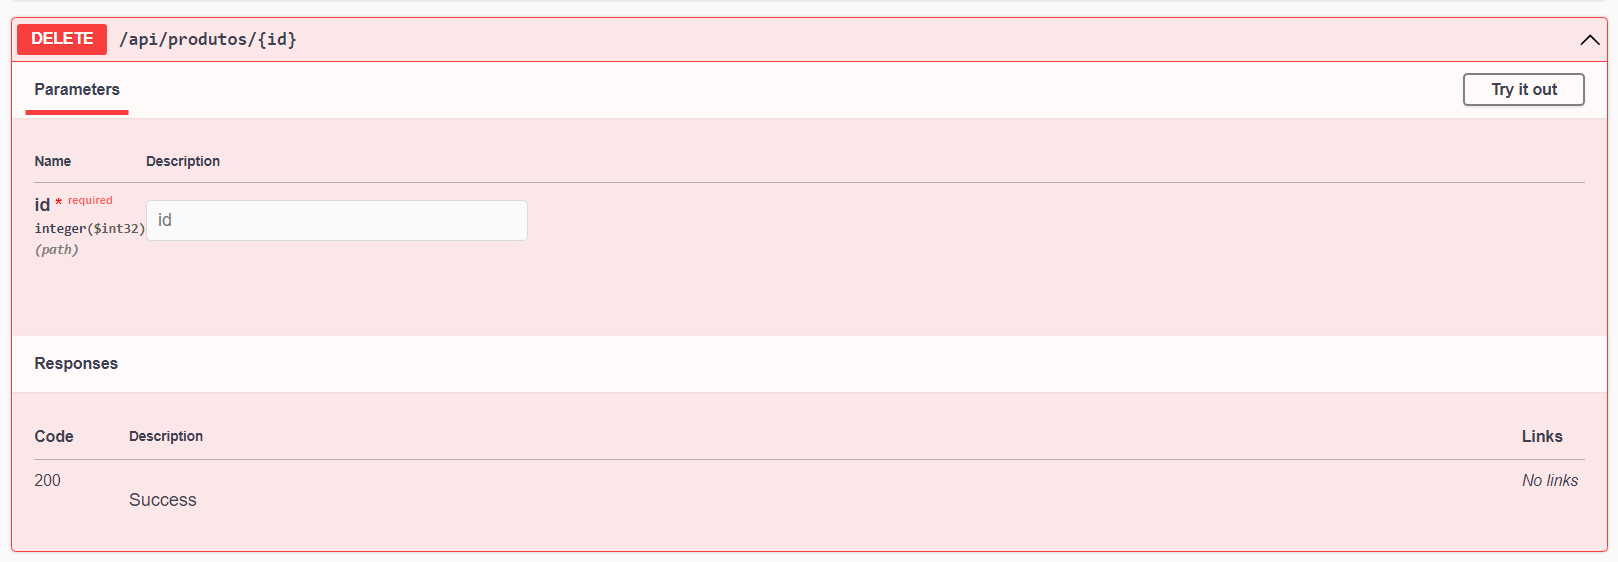 DELETE /api/produtos/{id}
Parameters
Try it out
Name Description
id * required
integer($int32)
(path)
id
Responses
Code Description Links
200 Success No links